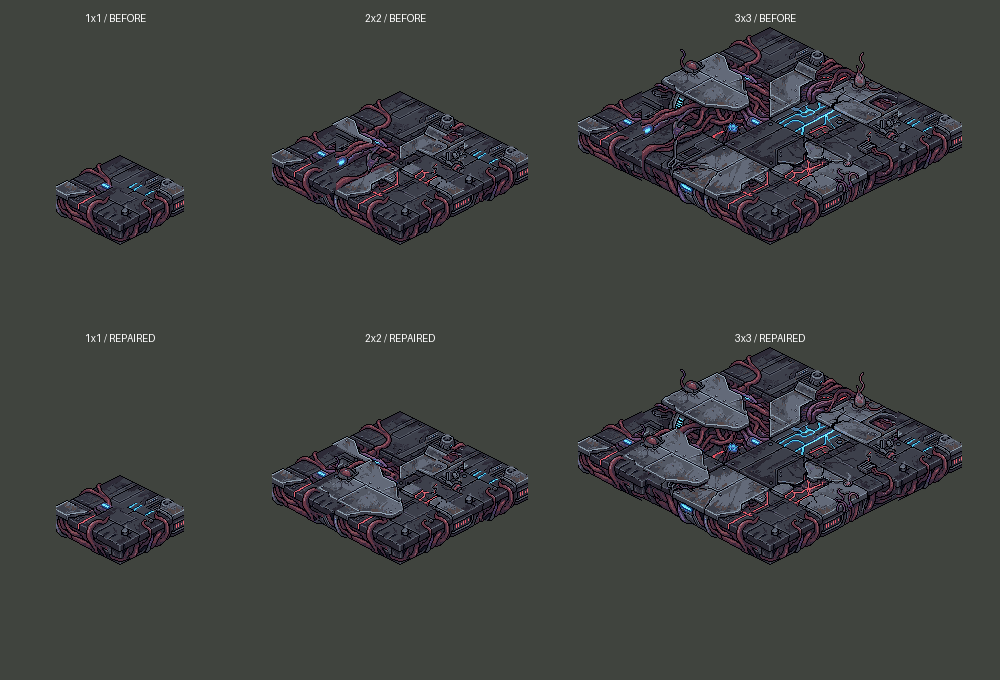 1x1 / BEFORE
2x2 / BEFORE
3x3 / BEFORE
1x1 / REPAIRED
2x2 / REPAIRED
3x3 / REPAIRED